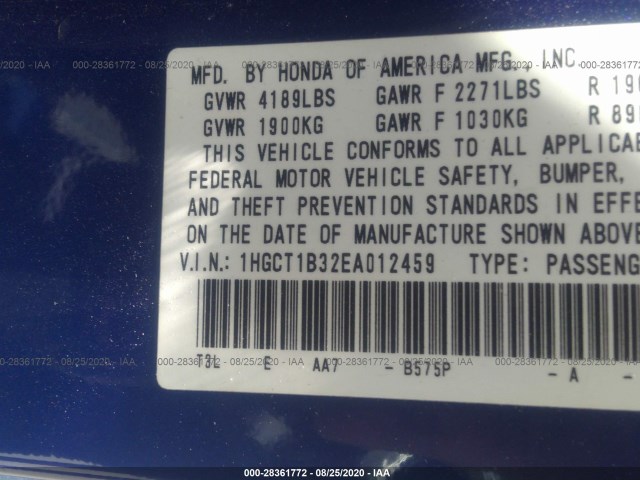 000-28361772 - 08/25/2020 - IAA
MFD. BY HONDA OF AMERICA MFG., INC
GVWR 4189LBS GAWR F 2271LBS R 190
GVWR 1900KG GAWR F 1030KG R 89
THIS VEHICLE CONFORMS TO ALL APPLICAB
FEDERAL MOTOR VEHICLE SAFETY, BUMPER,
AND THEFT PREVENTION STANDARDS IN EFFE
ON THE DATE OF MANUFACTURE SHOWN ABOVE
V.I.N.: 1HGCT1B32EA012459 TYPE: PASSENG
T3L E AA7 - B575P - A -
000-28361772 - 08/25/2020 - IAA